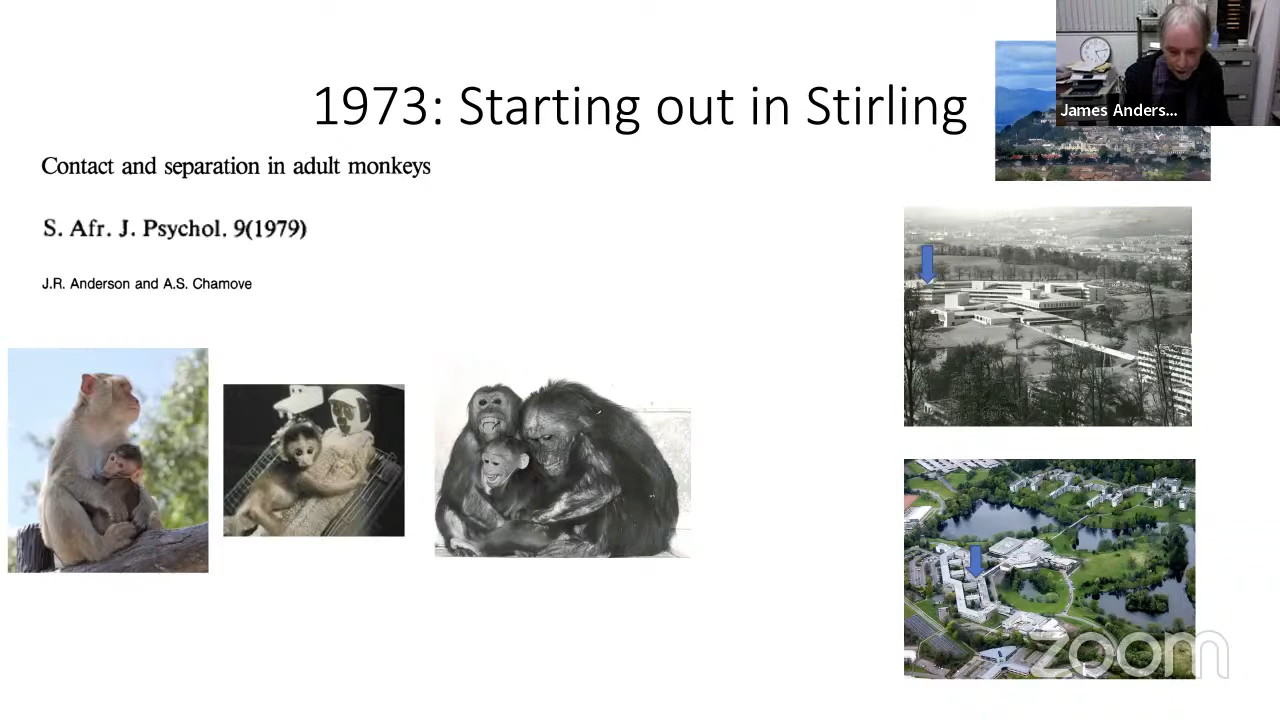 1973: Starting out in Stirling
James Anders...
Contact and separation in adult monkeys
S. Afr. J. Psychol. 9(1979)
J.R. Anderson and A.S. Chamove
zoom